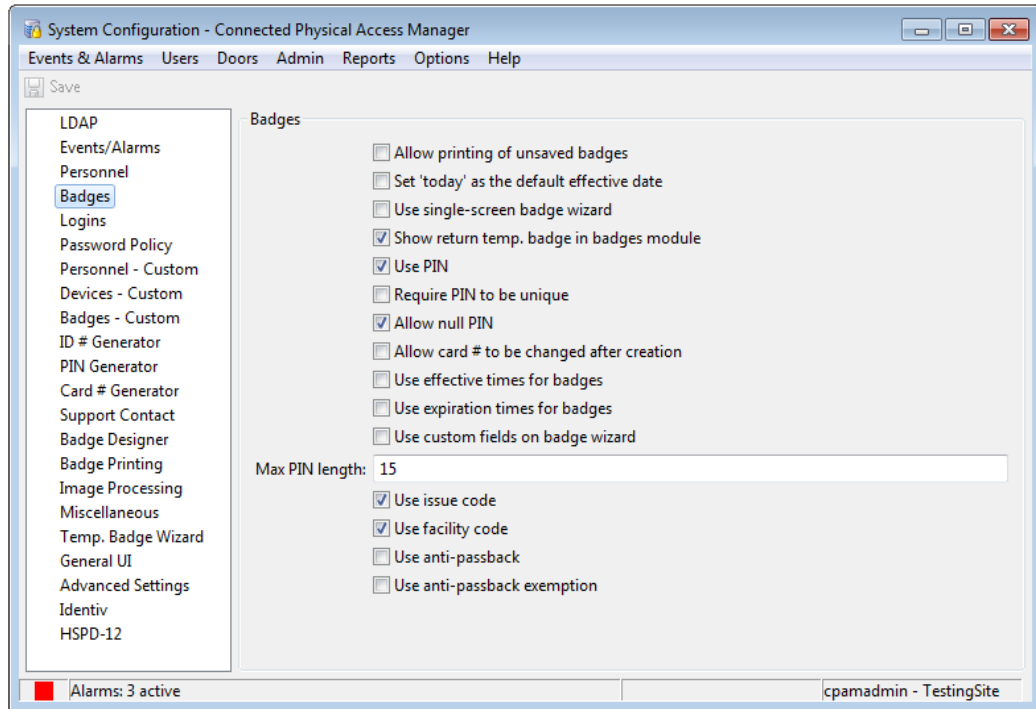 System Configuration - Connected Physical Access Manager
Events & Alarms Users Doors Admin Reports Options Help
Save
LDAP
Events/Alarms
Personnel
Badges
Logins
Password Policy
Personnel - Custom
Devices - Custom
Badges - Custom
ID # Generator
PIN Generator
Card # Generator
Support Contact
Badge Designer
Badge Printing
Image Processing
Miscellaneous
Temp. Badge Wizard
General UI
Advanced Settings
Identiv
HSPD-12
Badges
Allow printing of unsaved badges
Set 'today' as the default effective date
Use single-screen badge wizard
Show return temp. badge in badges module
Use PIN
Require PIN to be unique
Allow null PIN
Allow card # to be changed after creation
Use effective times for badges
Use expiration times for badges
Use custom fields on badge wizard
Max PIN length: 15
Use issue code
Use facility code
Use anti-passback
Use anti-passback exemption
Alarms: 3 active
cpamadmin - TestingSite